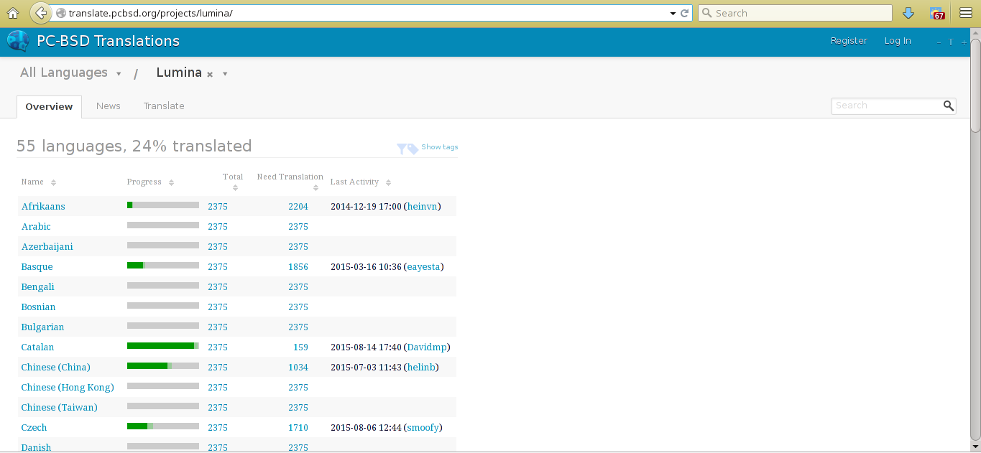 translate.pcbsd.org/projects/lumina/
Search
67
PC-BSD Translations
Register
Log In
All Languages / Lumina
Overview
News
Translate
Search
55 languages, 24% translated
Show tags
Name Progress Total Need Translation Last Activity
Afrikaans 2375 2204 2014-12-19 17:00 (heinvn)
Arabic 2375 2375
Azerbaijani 2375 2375
Basque 2375 1856 2015-03-16 10:36 (eayesta)
Bengali 2375 2375
Bosnian 2375 2375
Bulgarian 2375 2375
Catalan 2375 159 2015-08-14 17:40 (Davidmp)
Chinese (China) 2375 1034 2015-07-03 11:43 (helinb)
Chinese (Hong Kong) 2375 2375
Chinese (Taiwan) 2375 2375
Czech 2375 1710 2015-08-06 12:44 (smoofy)
Danish 2375 2375